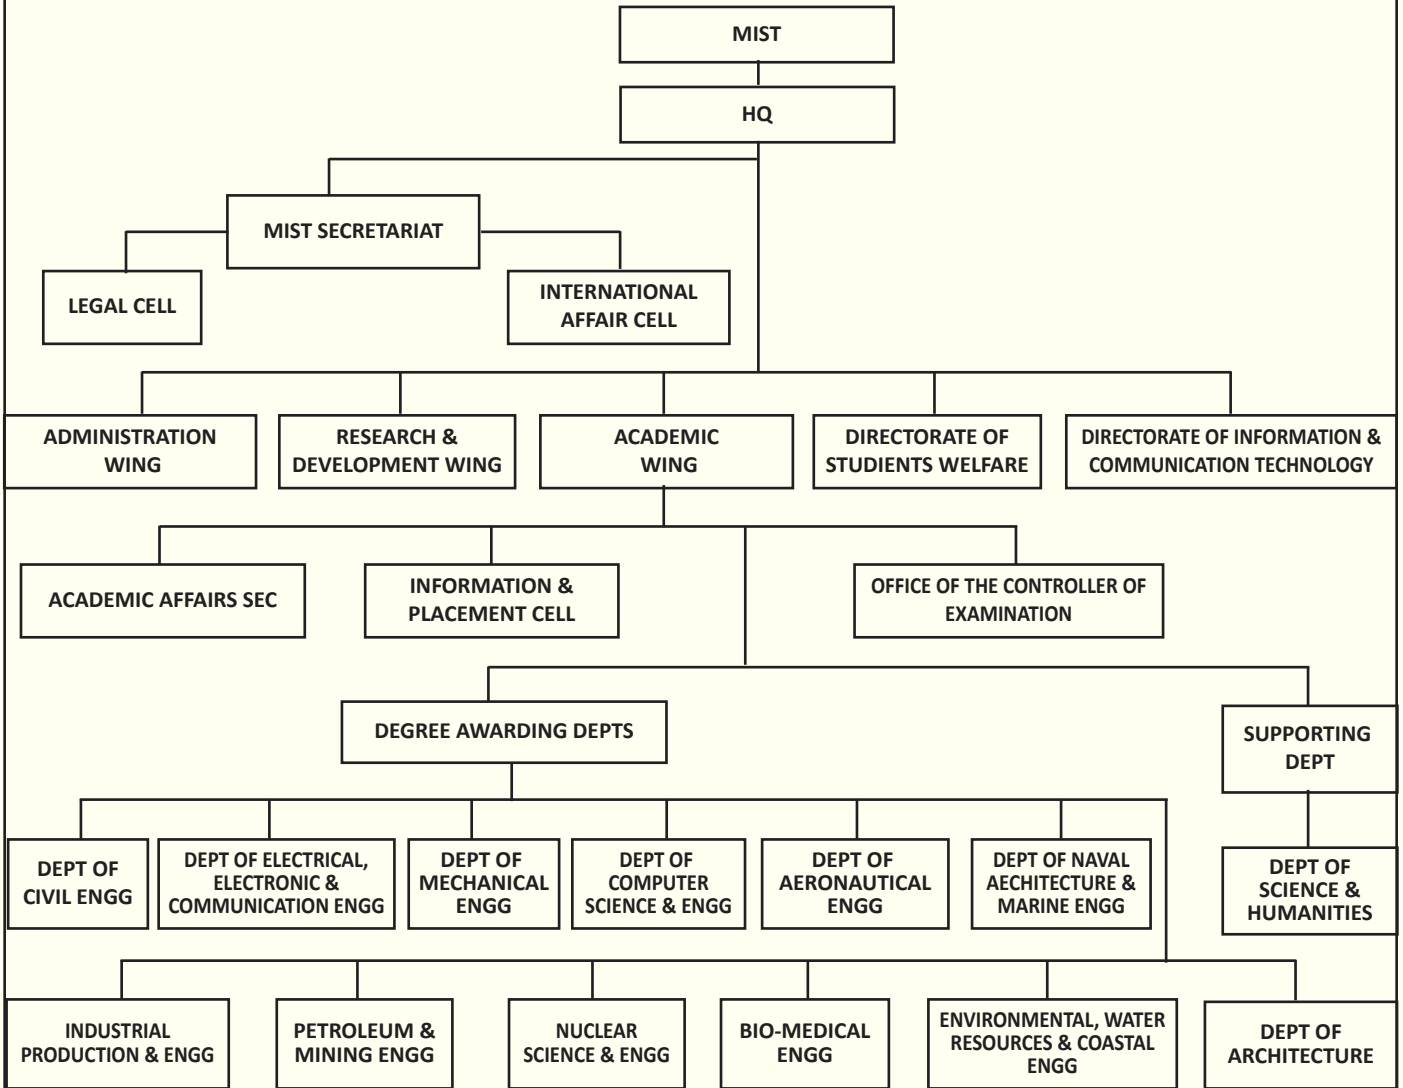 MIST
HQ
MIST SECRETARIAT
LEGAL CELL
INTERNATIONAL
AFFAIR CELL
ADMINISTRATION
WING
RESEARCH &
DEVELOPMENT WING
ACADEMIC
WING
DIRECTORATE OF
STUDENTS WELFARE
DIRECTORATE OF INFORMATION &
COMMUNICATION TECHNOLOGY
ACADEMIC AFFAIRS SEC
INFORMATION &
PLACEMENT CELL
OFFICE OF THE CONTROLLER OF
EXAMINATION
DEGREE AWARDING DEPTS
SUPPORTING
DEPT
DEPT OF
CIVIL ENGG
DEPT OF ELECTRICAL,
ELECTRONIC &
COMMUNICATION ENGG
DEPT OF
MECHANICAL
ENGG
DEPT OF
COMPUTER
SCIENCE & ENGG
DEPT OF
AERONAUTICAL
ENGG
DEPT OF NAVAL
AECHITECTURE &
MARINE ENGG
DEPT OF
SCIENCE &
HUMANITIES
INDUSTRIAL
PRODUCTION & ENGG
PETROLEUM &
MINING ENGG
NUCLEAR
SCIENCE & ENGG
BIO-MEDICAL
ENGG
ENVIRONMENTAL, WATER
RESOURCES & COASTAL
ENGG
DEPT OF
ARCHITECTURE